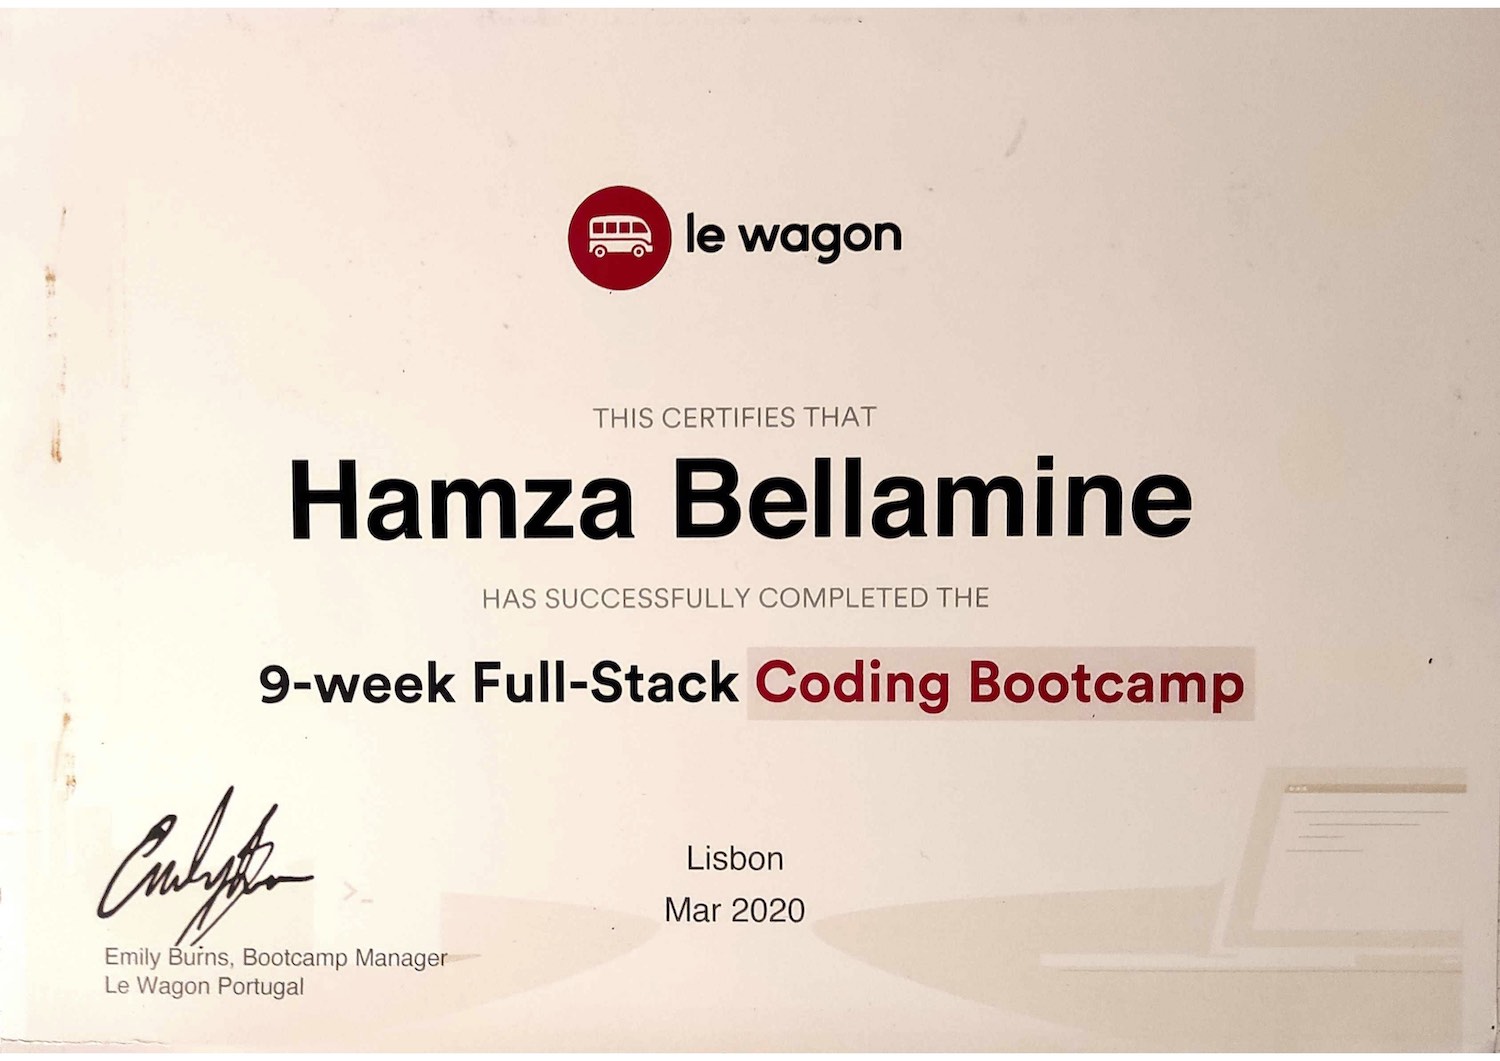 le wagon
THIS CERTIFIES THAT
Hamza Bellamine
HAS SUCCESSFULLY COMPLETED THE
9-week Full-Stack Coding Bootcamp
Lisbon
Mar 2020
>_
Emily Burns, Bootcamp Manager
Le Wagon Portugal